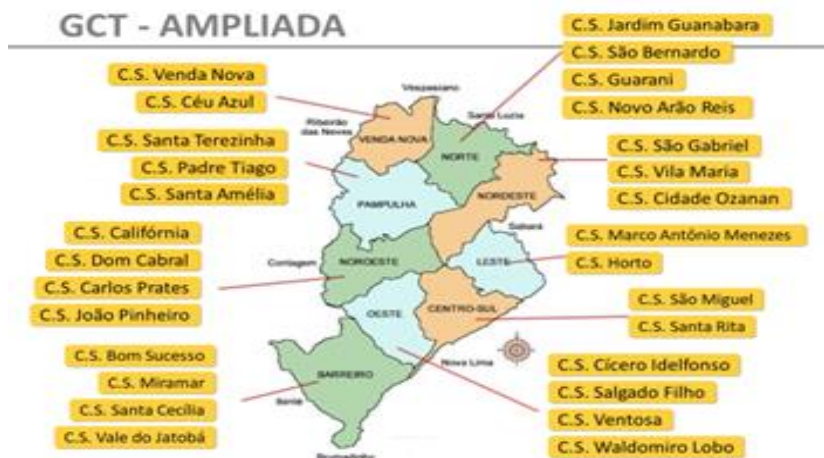 GCT - AMPLIADA
C.S. Jardim Guanabara
C.S. São Bernardo
C.S. Guarani
C.S. Novo Arão Reis
C.S. Venda Nova
C.S. Céu Azul
Vespasiano
Ribeirão
das Neves
Santa Luzia
VENDA NOVA
NORTE
C.S. Santa Terezinha
C.S. Padre Tiago
C.S. Santa Amélia
C.S. São Gabriel
C.S. Vila Maria
C.S. Cidade Ozanan
NORDESTE
PAMPULHA
Sabará
C.S. Califórnia
C.S. Dom Cabral
C.S. Carlos Prates
C.S. João Pinheiro
Contagem
NOROESTE
LESTE
C.S. Marco Antônio Menezes
C.S. Horto
OESTE
CENTRO-SUL
C.S. São Miguel
C.S. Santa Rita
C.S. Bom Sucesso
C.S. Miramar
C.S. Santa Cecília
C.S. Vale do Jatobá
BARREIRO
Nova Lima
Ibirité
Brumadinho
C.S. Cícero Idelfonso
C.S. Salgado Filho
C.S. Ventosa
C.S. Waldomiro Lobo